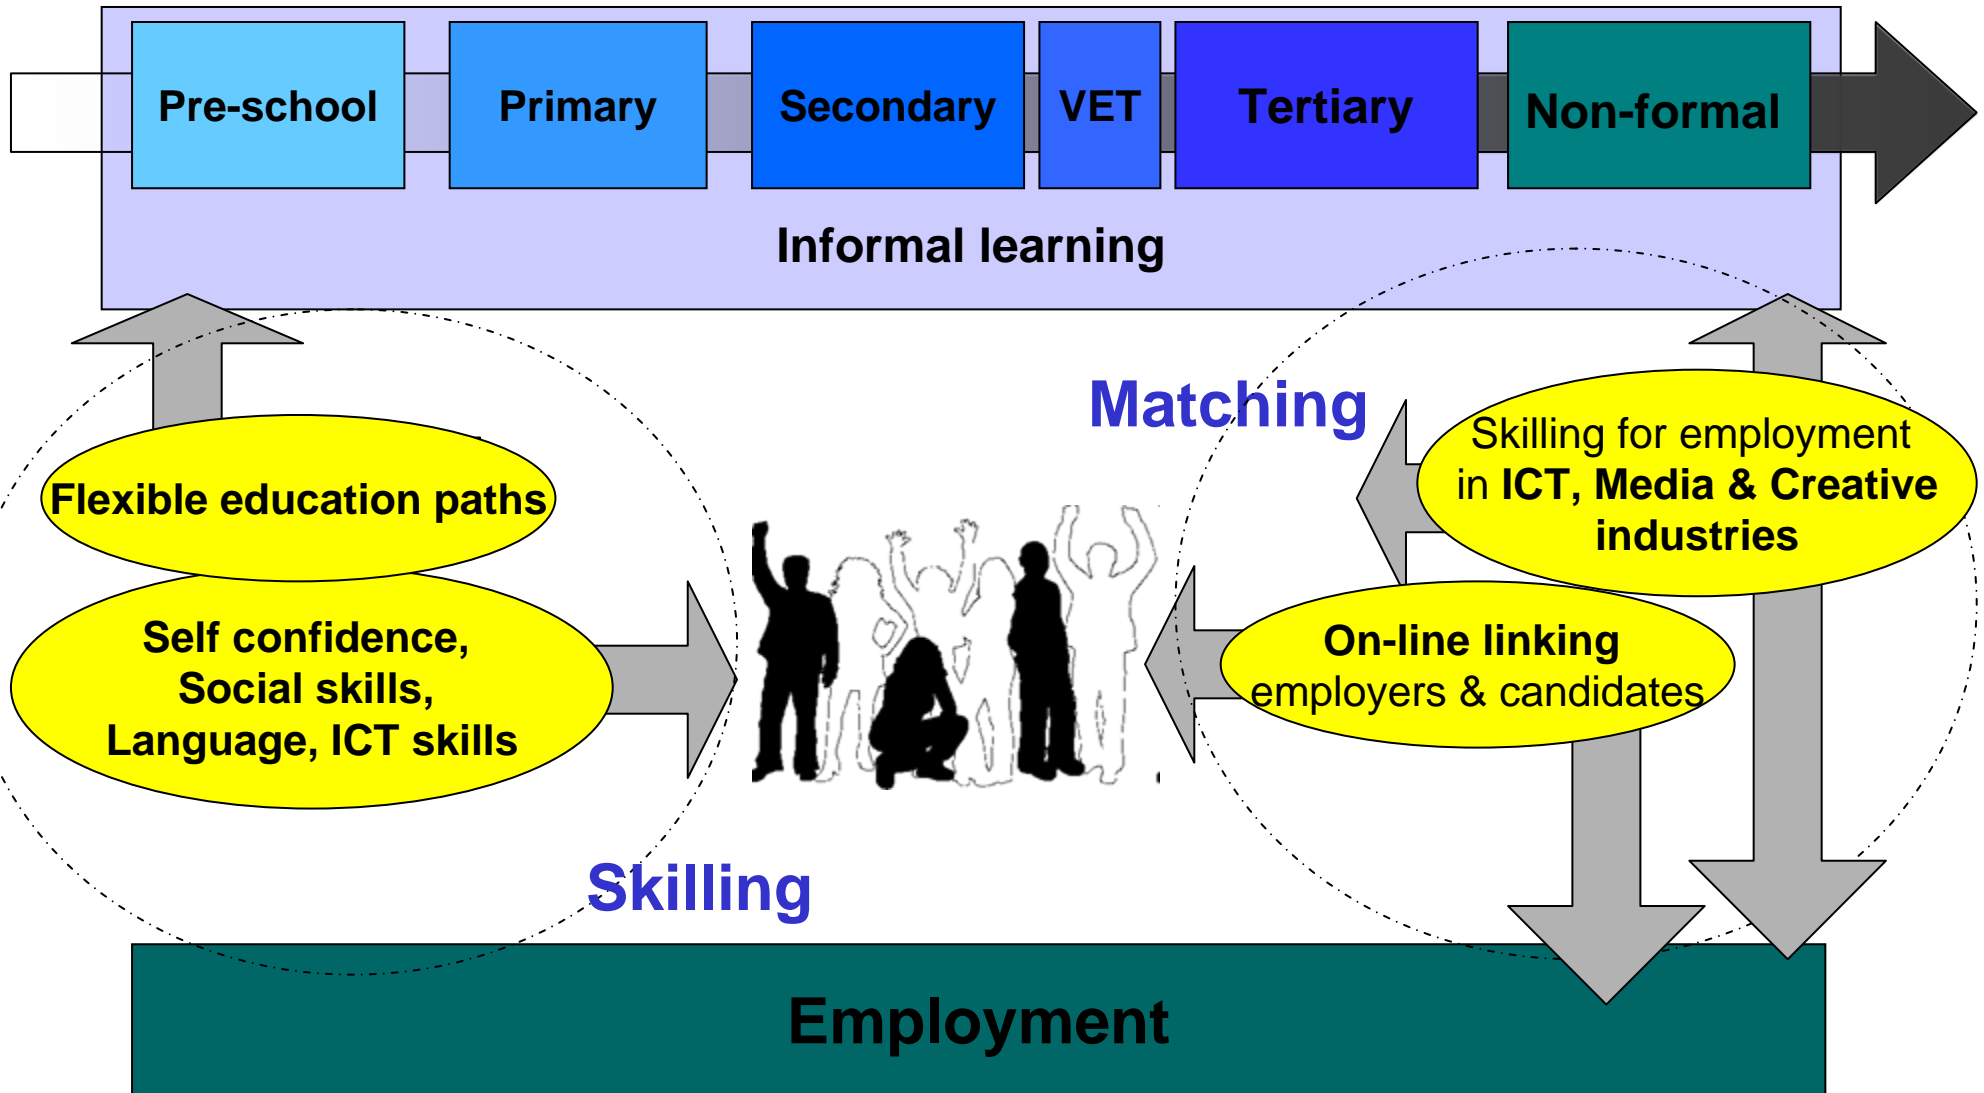 Pre-school
Primary
Secondary
VET
Tertiary
Non-formal
Informal learning
Matching
Skilling for employment
in ICT, Media & Creative
industries
Flexible education paths
Self confidence,
Social skills,
Language, ICT skills
On-line linking
employers & candidates
Skilling
Employment